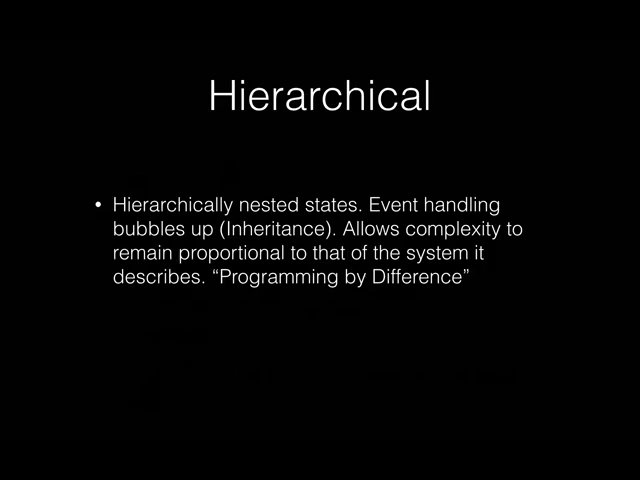 Hierarchical
• Hierarchically nested states. Event handling
bubbles up (Inheritance). Allows complexity to
remain proportional to that of the system it
describes. “Programming by Difference”